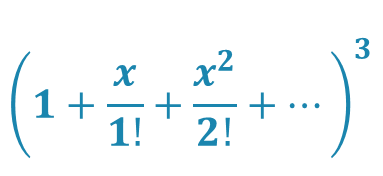 (1 + x/1! + x²/2! + ⋯)³